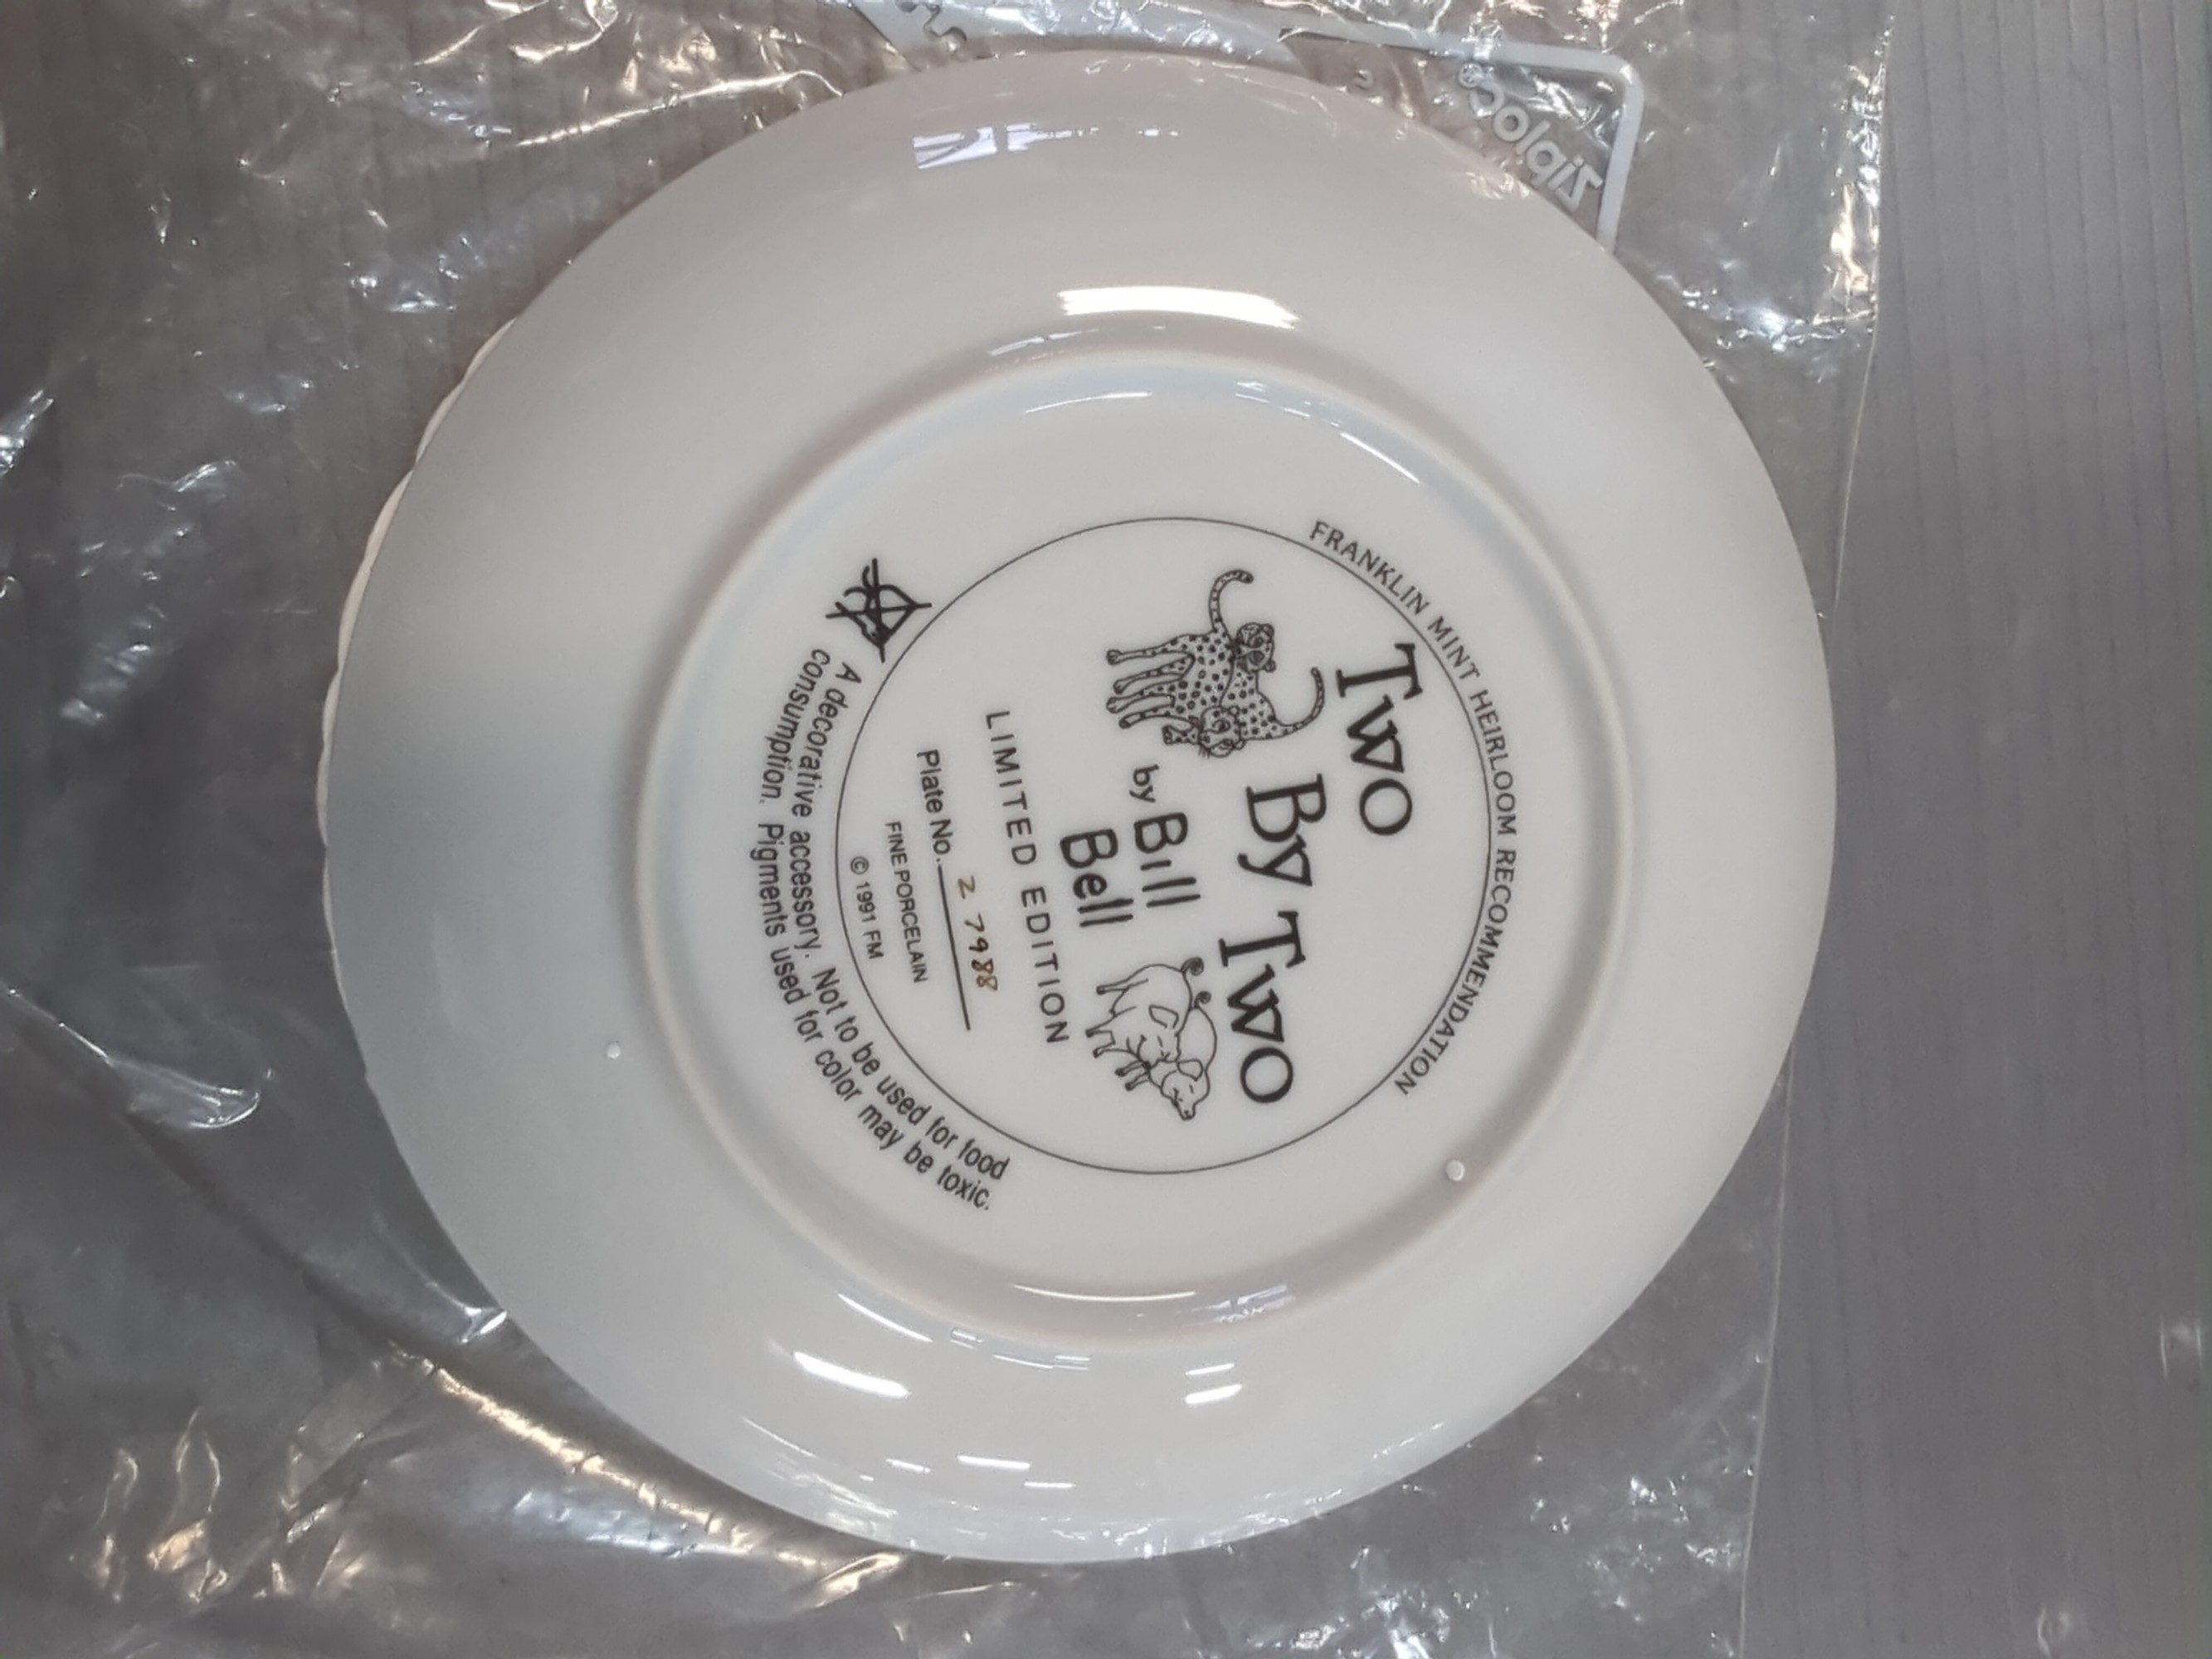 FRANKLIN MINT HEIRLOOM RECOMMENDATION
Two
By Two
by Bill
Bell
LIMITED EDITION
Plate No. Z 7988
FINE PORCELAIN
© 1991 FM
A decorative accessory. Not to be used for food
consumption. Pigments used for color may be toxic.
Ziploc®